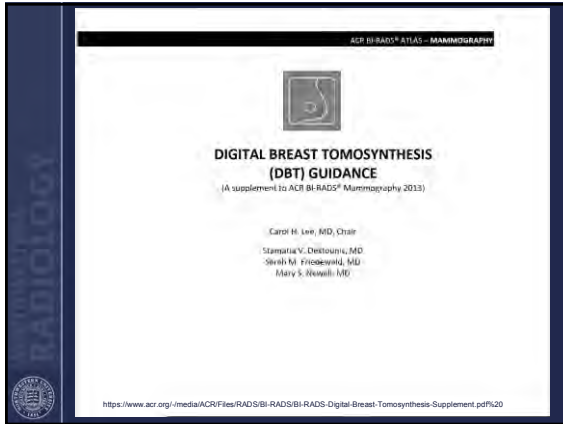 ACR BI-RADS® ATLAS – MAMMOGRAPHY
DIGITAL BREAST TOMOSYNTHESIS
(DBT) GUIDANCE
(A supplement to ACR BI-RADS® Mammography 2013)
Carol H. Lee, MD, Chair
Stamatia V. Destounis, MD
Sarah M. Friedewald, MD
Mary S. Newell, MD
https://www.acr.org/-/media/ACR/Files/RADS/BI-RADS/BI-RADS-Digital-Breast-Tomosynthesis-Supplement.pdf%20
RADIOLOGY